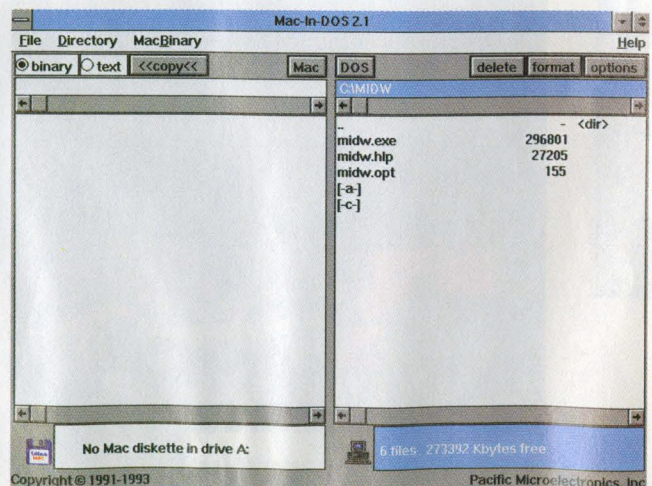 Mac-In-DOS 2.1
File Directory MacBinary Help
binary text <<copy<< Mac DOS delete format options
C:\MIDW
.. - <dir>
midw.exe 296801
midw.hlp 27205
midw.opt 155
[-a-]
[-c-]
No Mac diskette in drive A:
6 files 273392 Kbytes free
Copyright © 1991-1993 Pacific Microelectronics, Inc